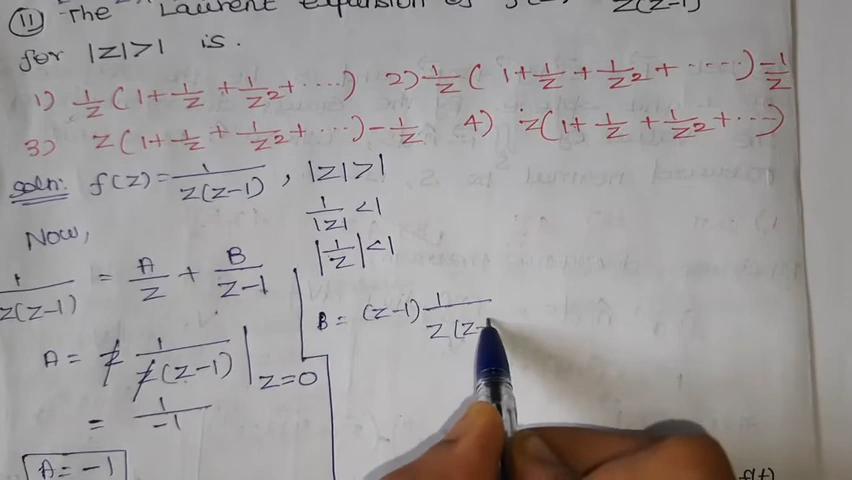 (11) The Laurent expansion of z(z-1)
for |z|>1 is.
1) 1/z (1+1/z+1/z²+....) 2) 1/z (1+1/z+1/z²+.....) -1/z
3) z(1+1/z+1/z²+...)-1/z 4) z(1+1/z+1/z²+...)
soln: f(z)=1/z(z-1), |z|>1
1/|z| <1
Now,
|1/z|<1
1/z(z-1) = A/z + B/z-1
B = (z-1) 1/z(z-
A = z 1/z(z-1) | z=0
= 1/-1
A=-1
f(t)